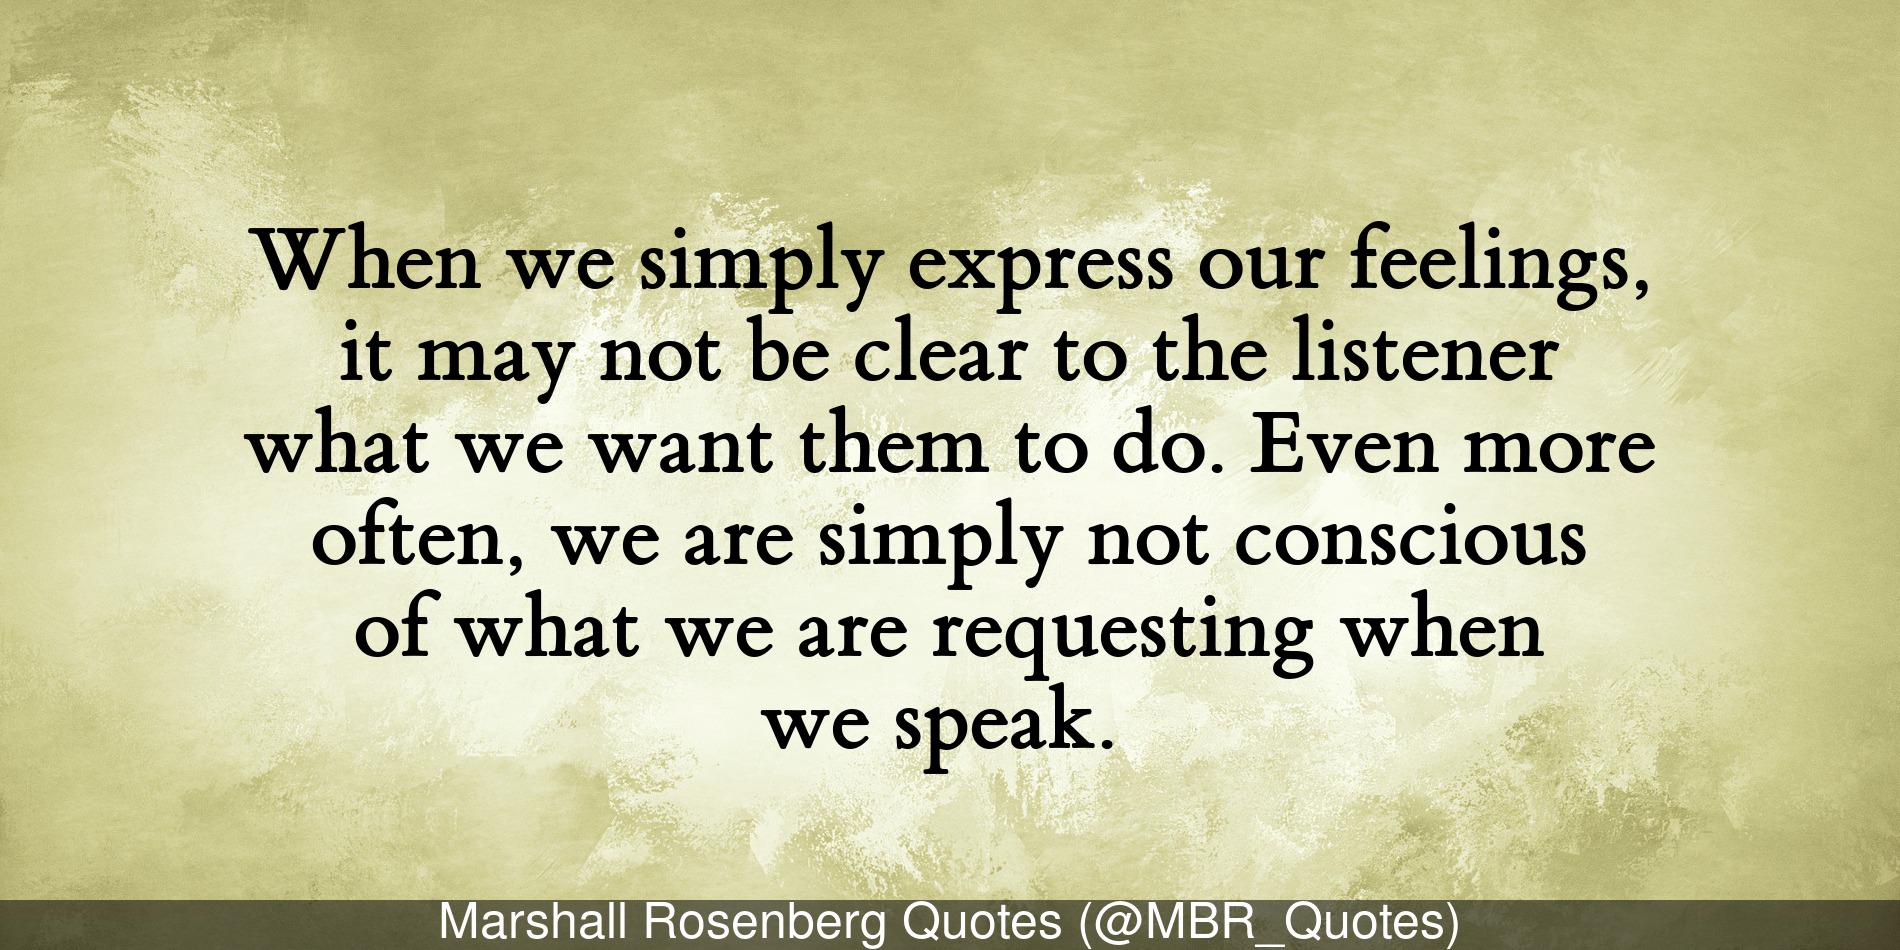 When we simply express our feelings,
it may not be clear to the listener
what we want them to do. Even more
often, we are simply not conscious
of what we are requesting when
we speak.
Marshall Rosenberg Quotes (@MBR_Quotes)